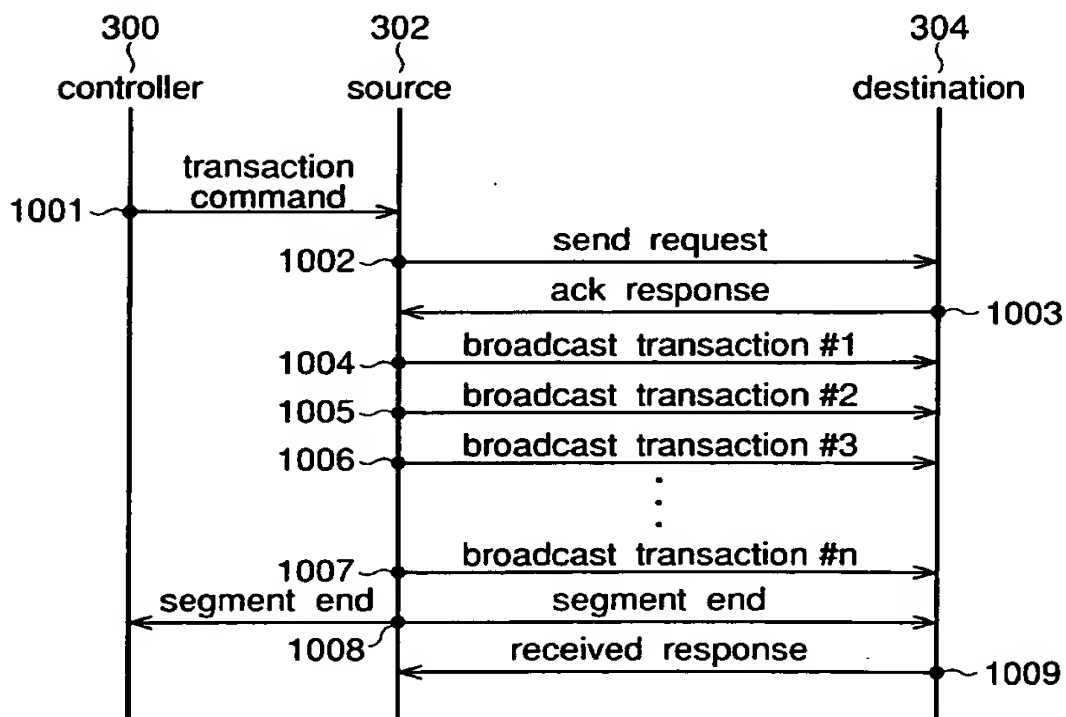 300 302 304
controller source destination
transaction
command
1001
send request
1002
ack response
1003
broadcast transaction #1
1004
broadcast transaction #2
1005
broadcast transaction #3
1006
broadcast transaction #n
1007
segment end segment end
1008
received response
1009